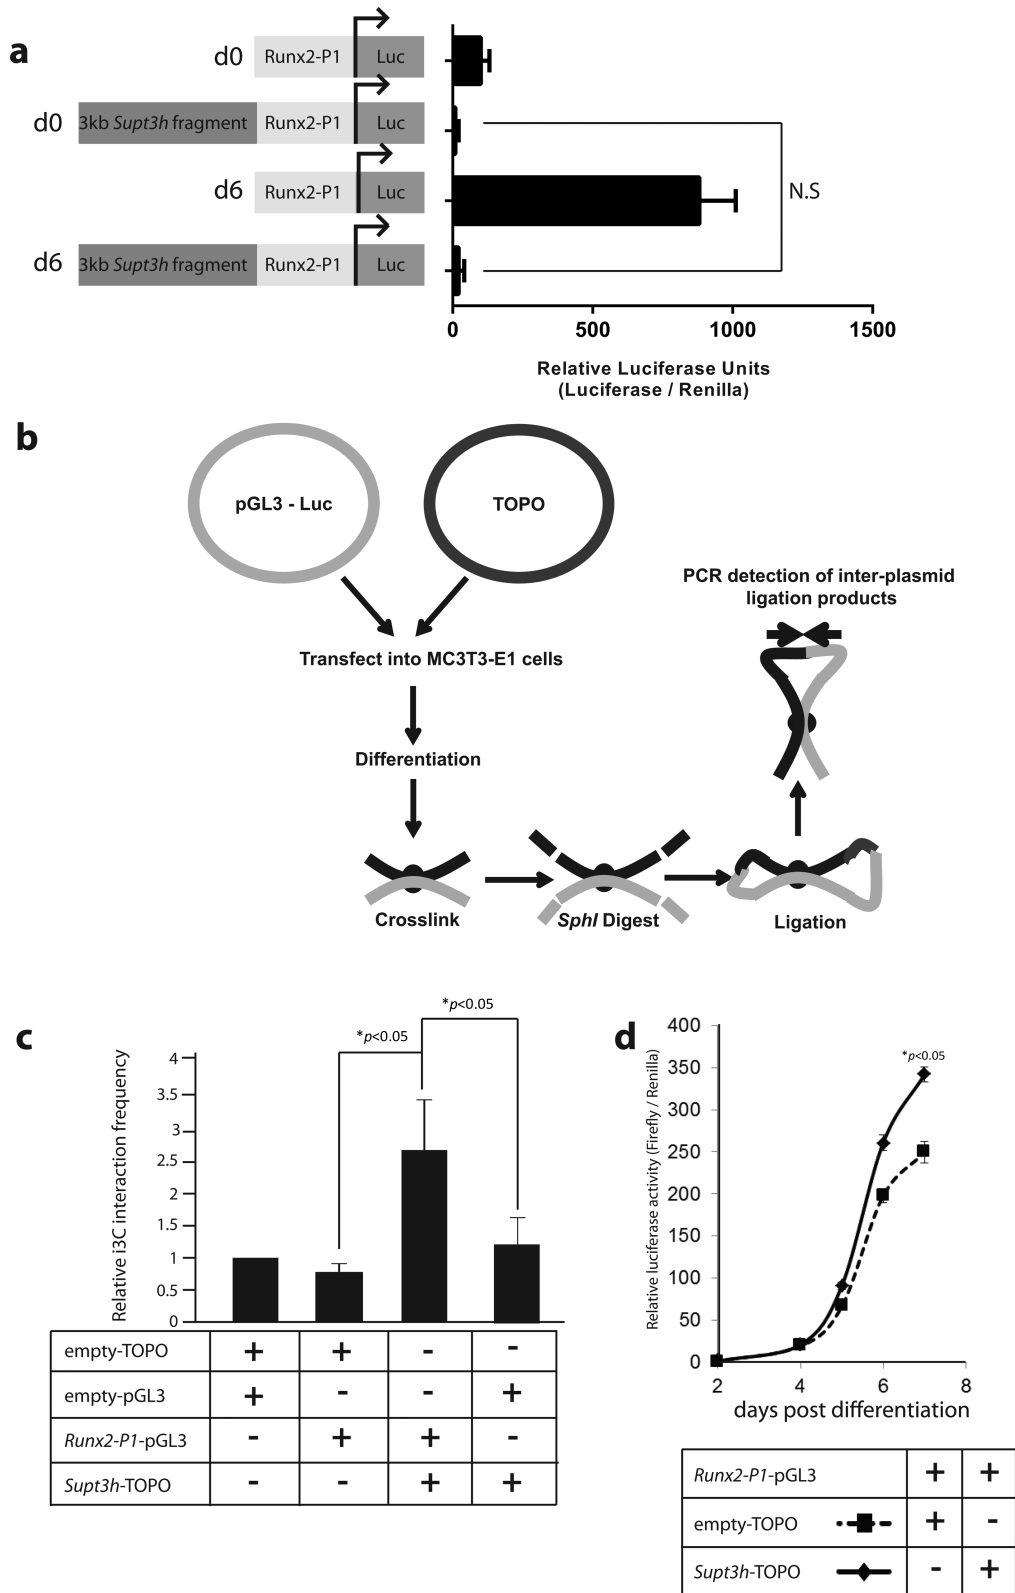 a
d0 Runx2-P1 Luc
d0 3kb Supt3h fragment Runx2-P1 Luc
d6 Runx2-P1 Luc
d6 3kb Supt3h fragment Runx2-P1 Luc
N.S
0 500 1000 1500
Relative Luciferase Units
(Luciferase / Renilla)
b
pGL3 - Luc TOPO
PCR detection of inter-plasmid
ligation products
Transfect into MC3T3-E1 cells
Differentiation
Crosslink SphI Digest Ligation
c
Relative i3C interaction frequency
4
3.5
3
2.5
2
1.5
1
0.5
0
*p<0.05
*p<0.05
empty-TOPO + + - -
empty-pGL3 + - - +
Runx2-P1-pGL3 - + + -
Supt3h-TOPO - - + +
d
Relative luciferase activity (Firefly / Renilla)
400
350
300
250
200
150
100
50
0
*p<0.05
2 4 6 8
days post differentiation
Runx2-P1-pGL3 + +
empty-TOPO + -
Supt3h-TOPO - +